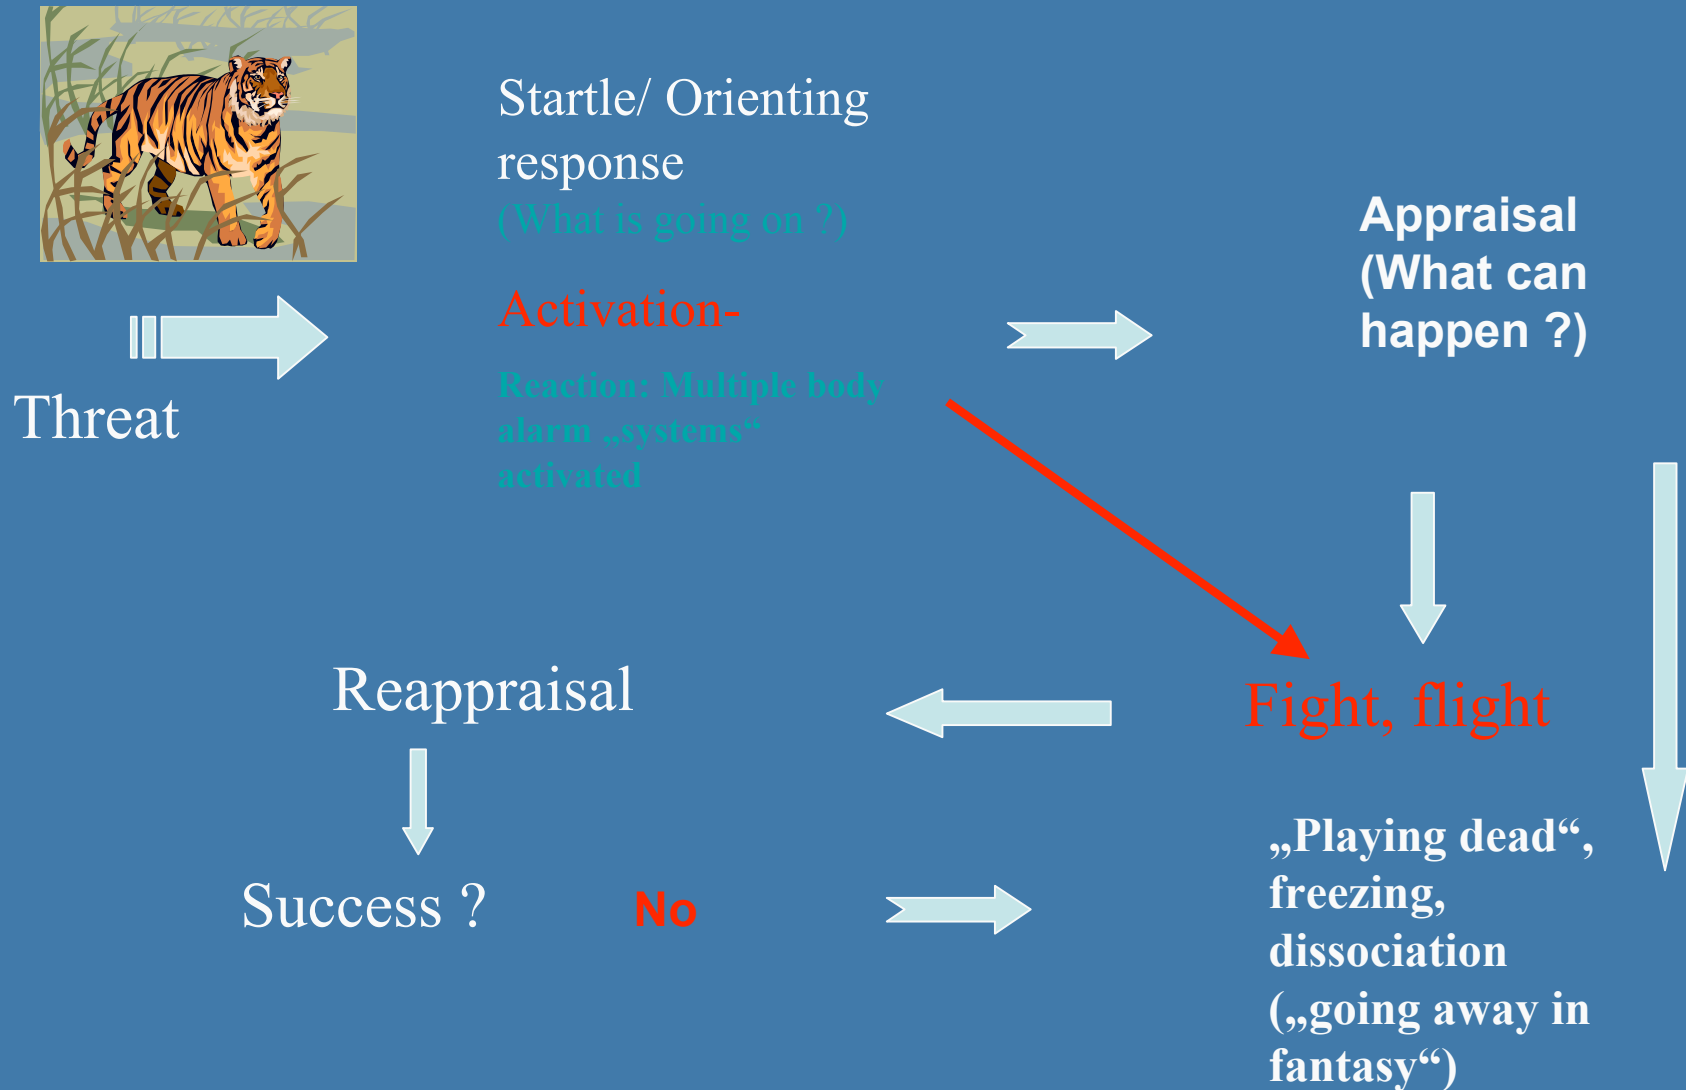 Startle/ Orienting
response
(What is going on ?)
Activation-
Reaction: Multiple body
alarm „systems“
activated
Threat
Appraisal
(What can
happen ?)
Reappraisal
Fight, flight
Success ?
No
„Playing dead“,
freezing,
dissociation
(„going away in
fantasy“)